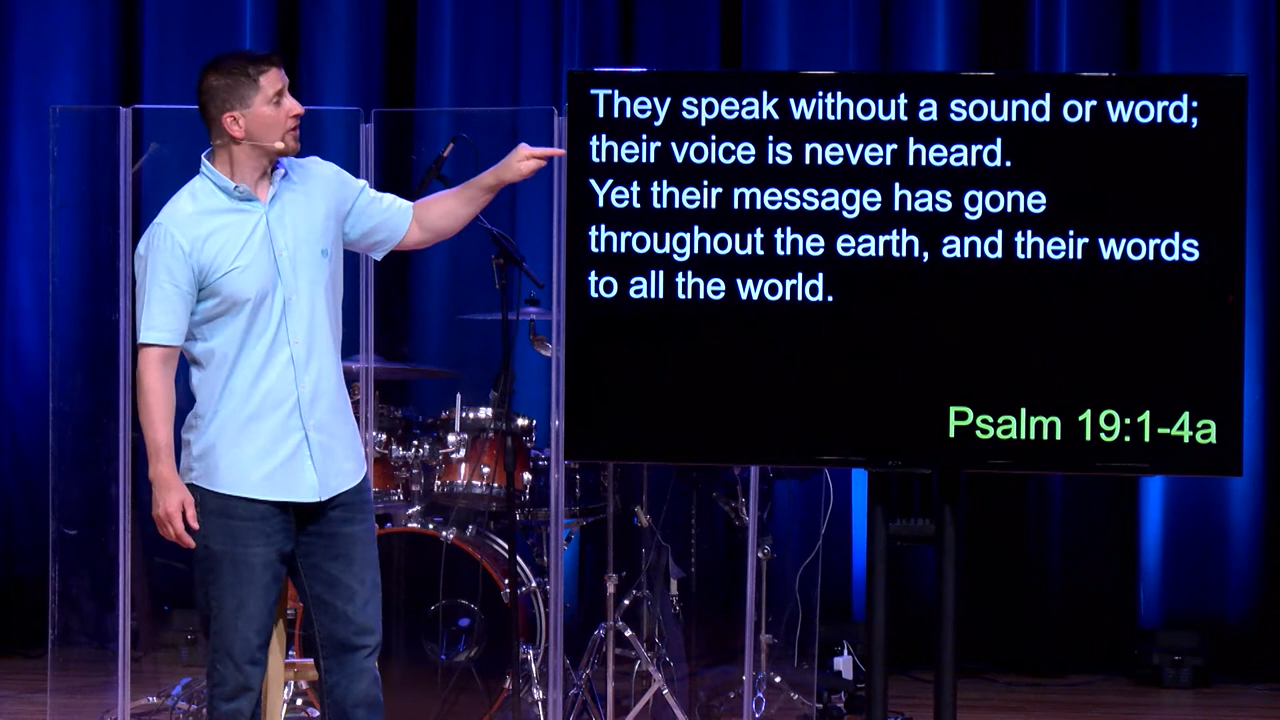 They speak without a sound or word;
their voice is never heard.
Yet their message has gone
throughout the earth, and their words
to all the world.
Psalm 19:1-4a